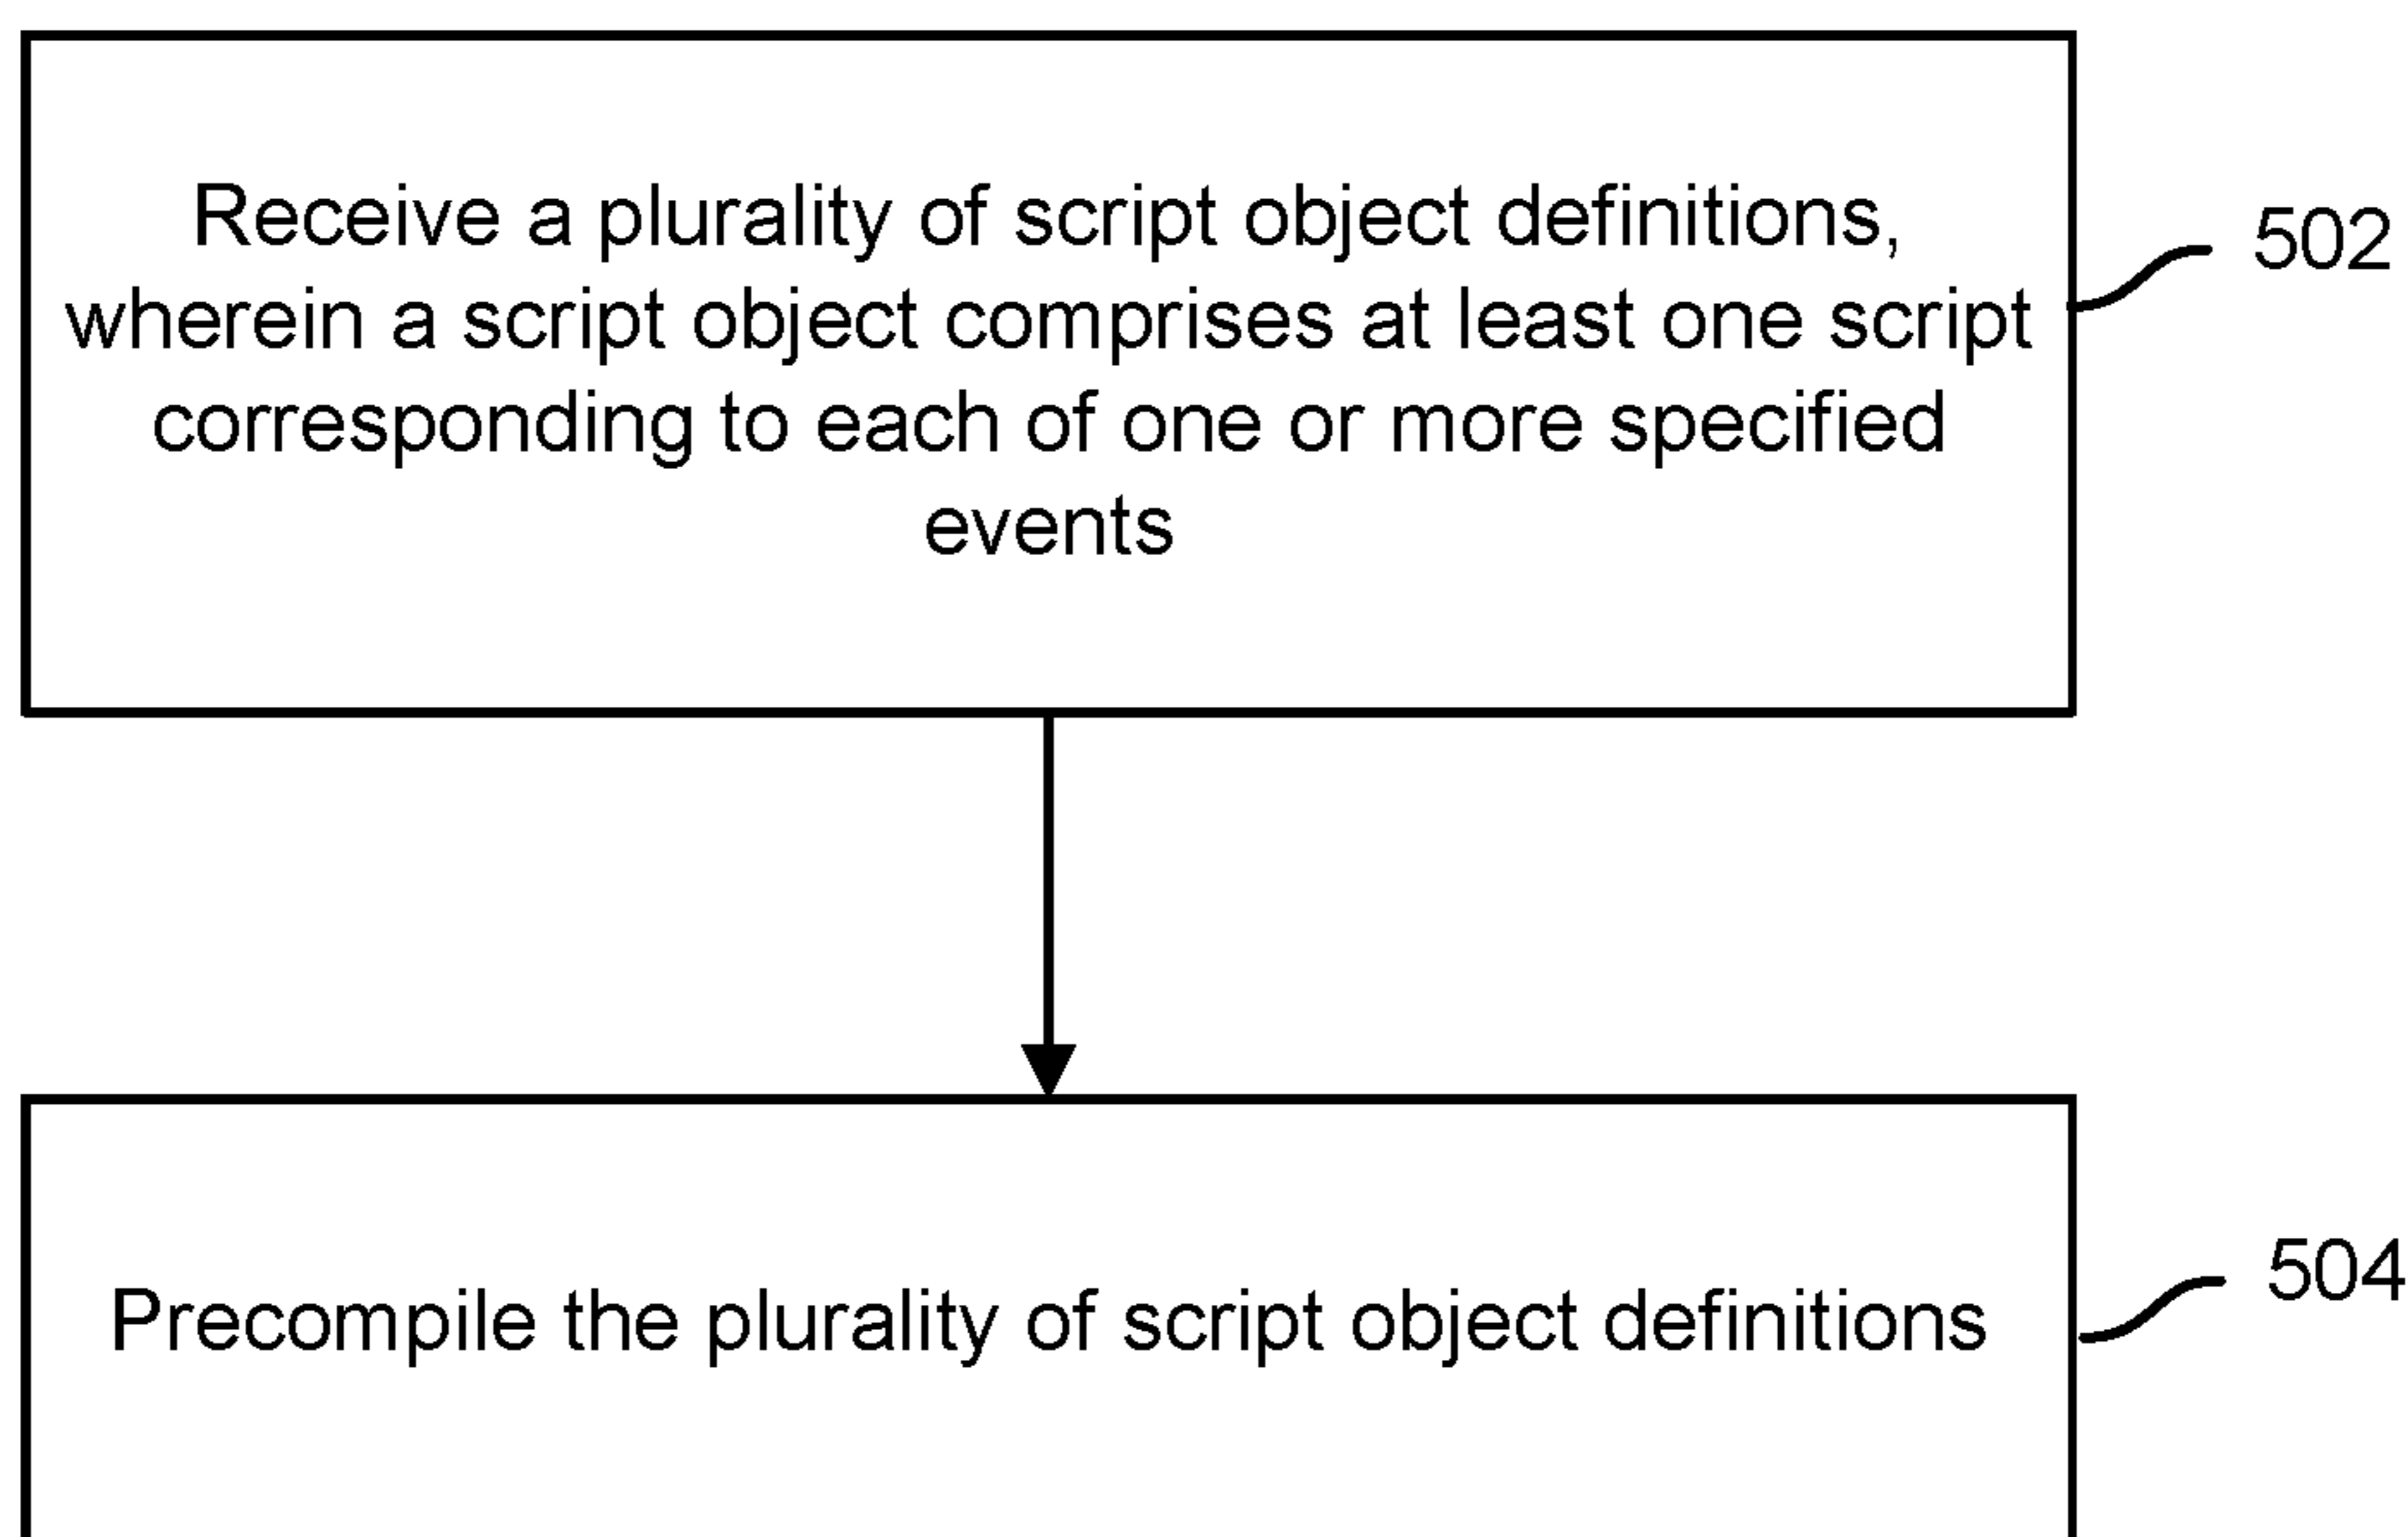 Receive a plurality of script object definitions,
wherein a script object comprises at least one script
corresponding to each of one or more specified
events
502
Precompile the plurality of script object definitions
504